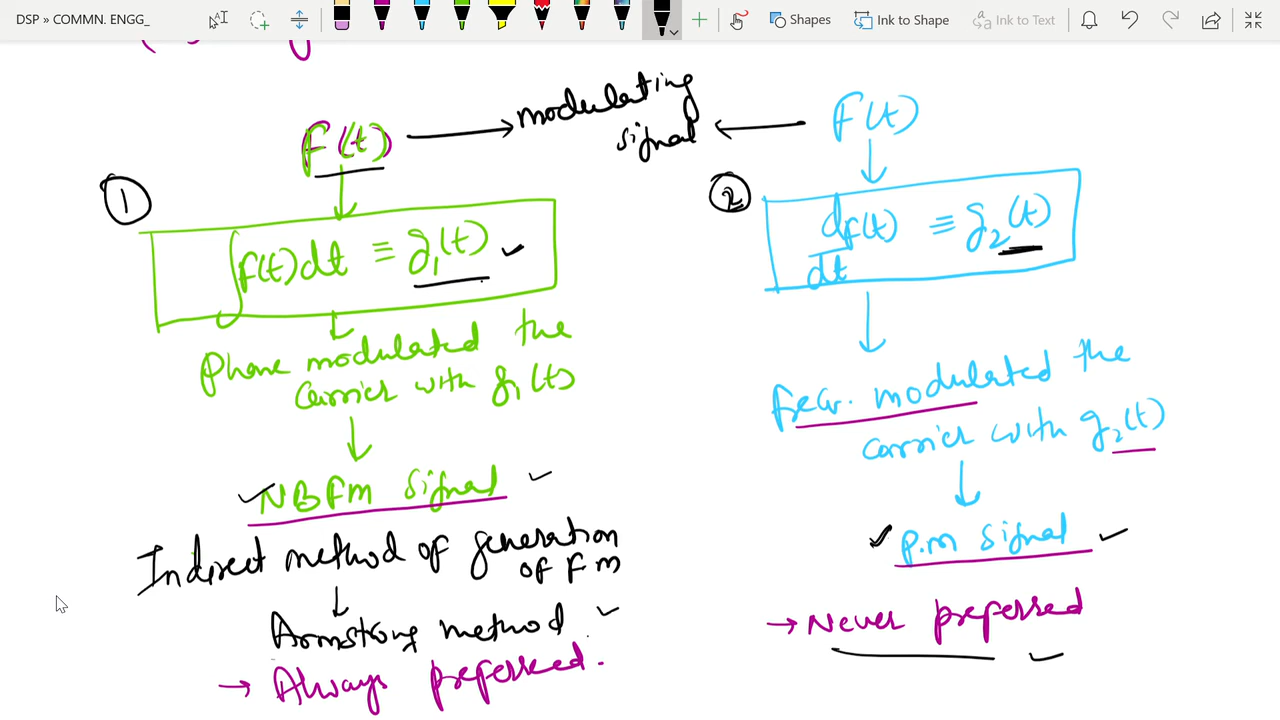 DSP » COMMN. ENGG_
Shapes
Ink to Shape
Ink to Text
F(t)
modulating
signal
F(t)
1
∫F(t)dt ≡ g₁(t)
Phase modulated the
Carrier with g₁(t)
NBFM signal
Indirect method of generation
of FM
Armstrong method
→ Always preferred.
2
dF(t)/dt ≡ g₂(t)
freq. modulated the
carrier with g₂(t)
P.M signal
→ Never preferred